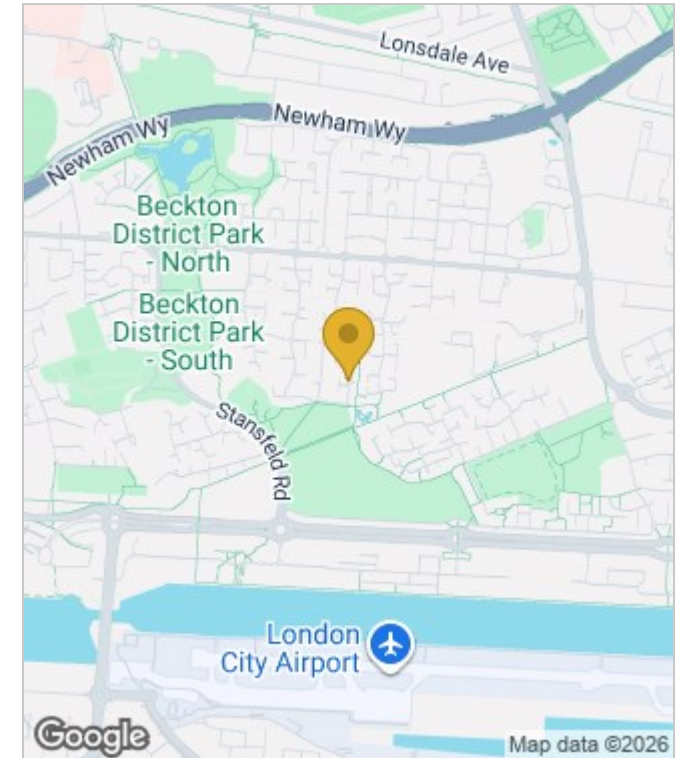 Lonsdale Ave
Newham Wy
Newham Wy
Beckton
District Park
- North
Beckton
District Park
- South
Stansfeld Rd
London
City Airport
Google
Map data ©2026